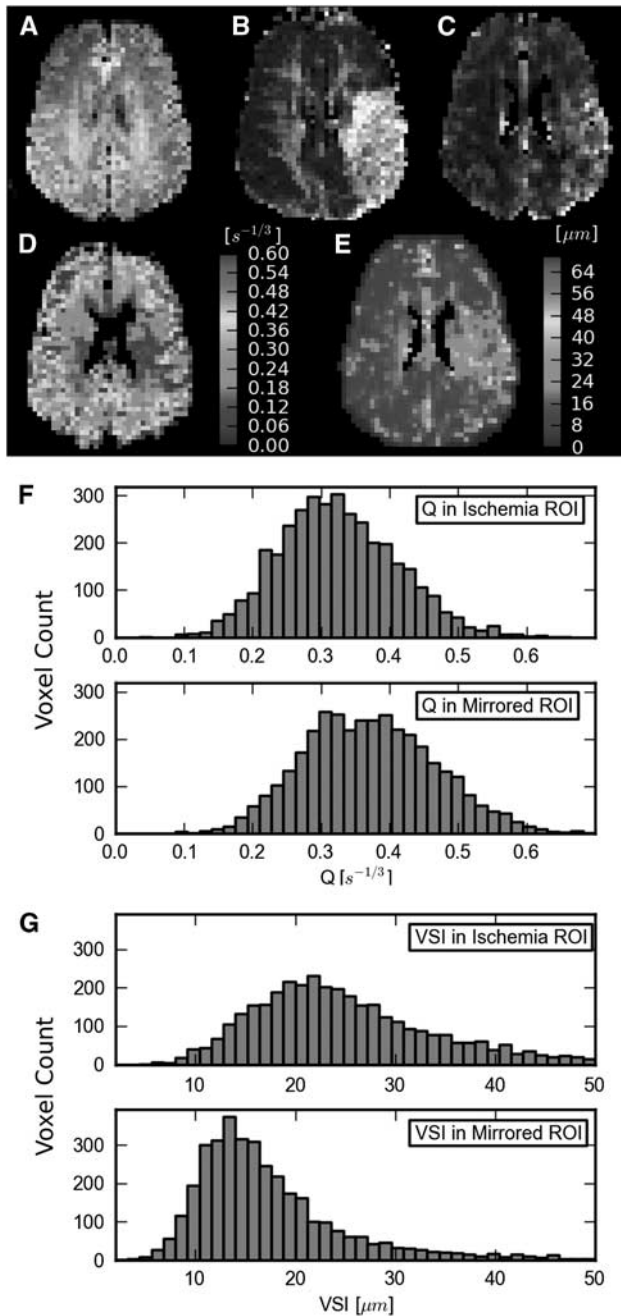 A
B
C
D
[s^{-1/3}]
0.60
0.54
0.48
0.42
0.36
0.30
0.24
0.18
0.12
0.06
0.00
E
[μm]
64
56
48
40
32
24
16
8
0
F
Q in Ischemia ROI
300
200
100
0
0.0 0.1 0.2 0.3 0.4 0.5 0.6
Voxel Count
Q in Mirrored ROI
300
200
100
0
0.0 0.1 0.2 0.3 0.4 0.5 0.6
Q [s^{-1/3}]
G
VSI in Ischemia ROI
300
200
100
0
10 20 30 40 50
Voxel Count
VSI in Mirrored ROI
300
200
100
0
10 20 30 40 50
VSI [μm]